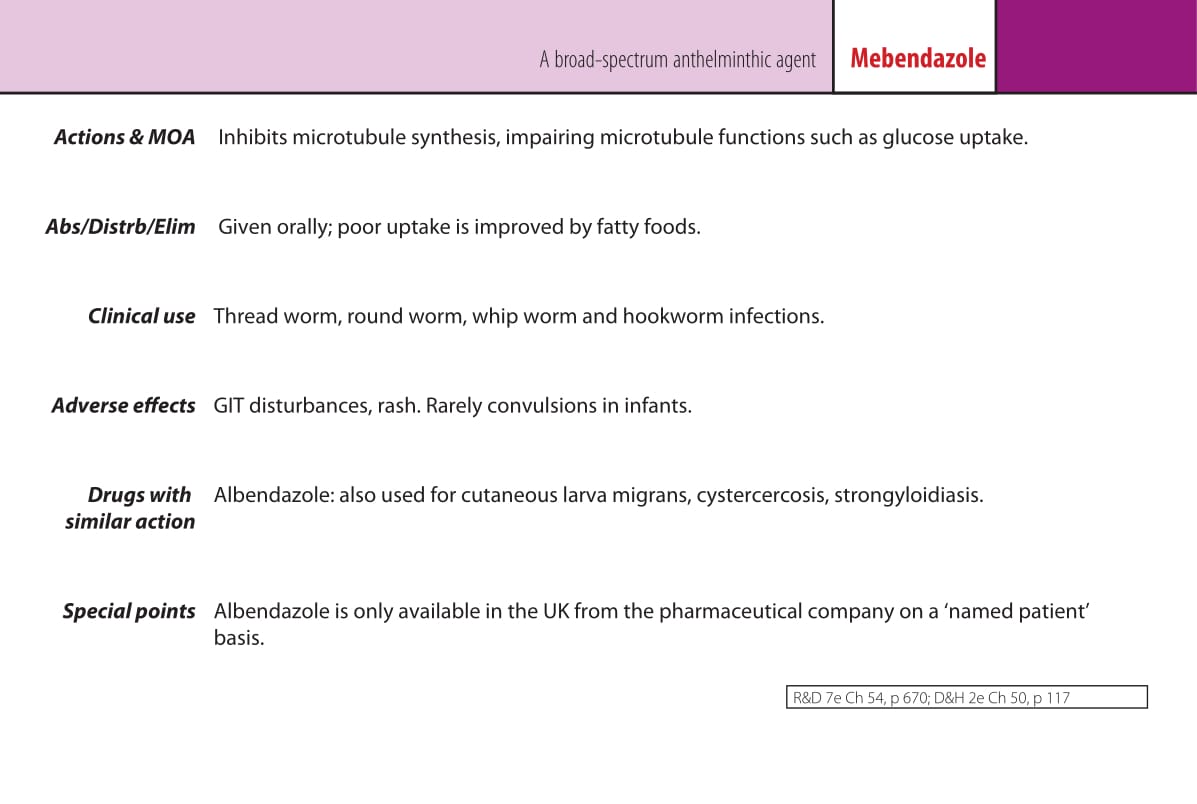 A broad-spectrum anthelminthic agent Mebendazole
Actions & MOA Inhibits microtubule synthesis, impairing microtubule functions such as glucose uptake.
Abs/Distrb/Elim Given orally; poor uptake is improved by fatty foods.
Clinical use Thread worm, round worm, whip worm and hookworm infections.
Adverse effects GIT disturbances, rash. Rarely convulsions in infants.
Drugs with Albendazole: also used for cutaneous larva migrans, cystercercosis, strongyloidiasis.
similar action
Special points Albendazole is only available in the UK from the pharmaceutical company on a ‘named patient’
basis.
R&D 7e Ch 54, p 670; D&H 2e Ch 50, p 117